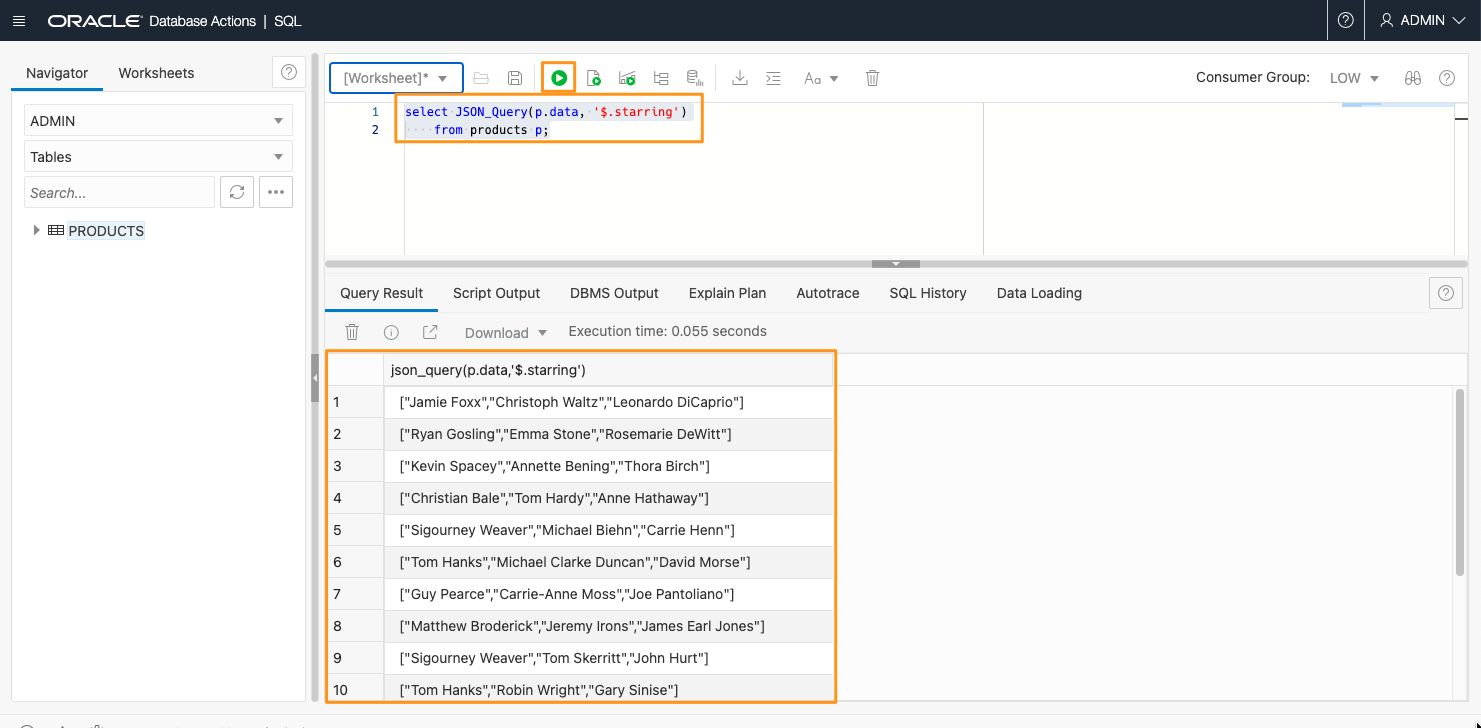 ORACLE Database Actions | SQL
ADMIN
Navigator Worksheets
ADMIN
Tables
Search...
PRODUCTS
[Worksheet]*
Aa
Consumer Group: LOW
1 select JSON_Query(p.data, '$.starring')
2 from products p;
Query Result Script Output DBMS Output Explain Plan Autotrace SQL History Data Loading
Download Execution time: 0.055 seconds
json_query(p.data,'$.starring')
1 ["Jamie Foxx","Christoph Waltz","Leonardo DiCaprio"]
2 ["Ryan Gosling","Emma Stone","Rosemarie DeWitt"]
3 ["Kevin Spacey","Annette Bening","Thora Birch"]
4 ["Christian Bale","Tom Hardy","Anne Hathaway"]
5 ["Sigourney Weaver","Michael Biehn","Carrie Henn"]
6 ["Tom Hanks","Michael Clarke Duncan","David Morse"]
7 ["Guy Pearce","Carrie-Anne Moss","Joe Pantoliano"]
8 ["Matthew Broderick","Jeremy Irons","James Earl Jones"]
9 ["Sigourney Weaver","Tom Skerritt","John Hurt"]
10 ["Tom Hanks","Robin Wright","Gary Sinise"]